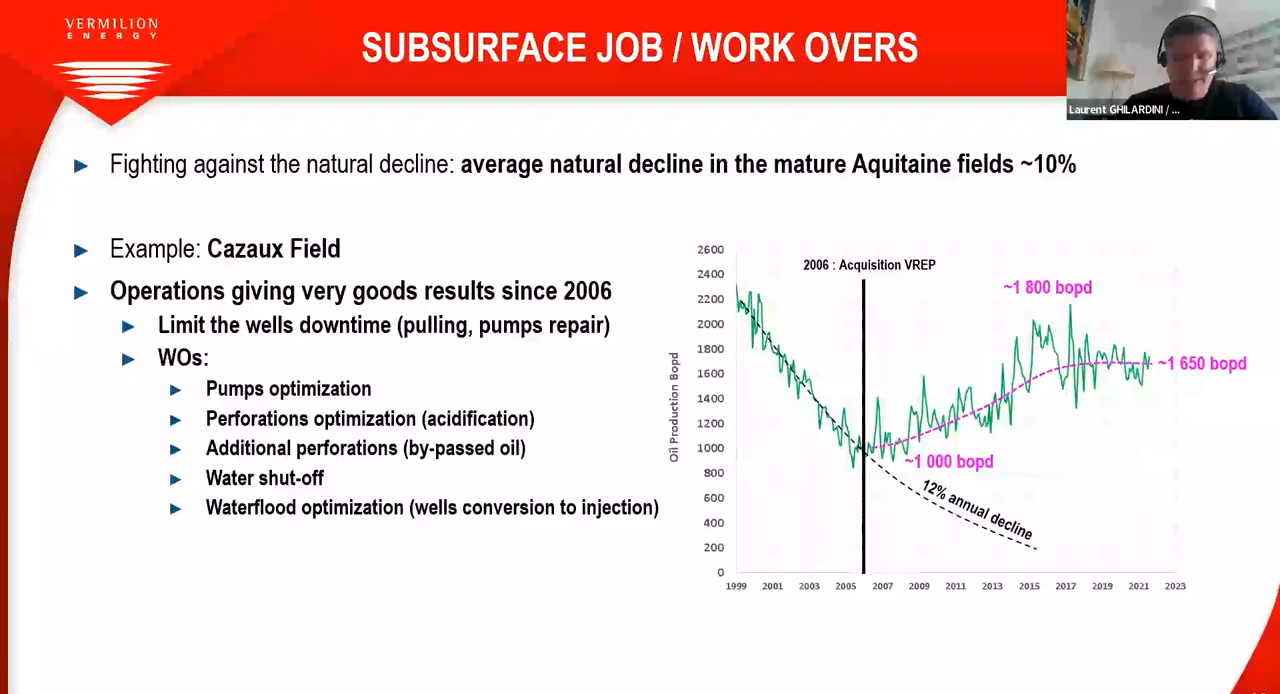 VERMILION
ENERGY
SUBSURFACE JOB / WORK OVERS
Laurent GHILARDINI / ...
► Fighting against the natural decline: average natural decline in the mature Aquitaine fields ~10%
► Example: Cazaux Field
► Operations giving very goods results since 2006
► Limit the wells downtime (pulling, pumps repair)
► WOs:
► Pumps optimization
► Perforations optimization (acidification)
► Additional perforations (by-passed oil)
► Water shut-off
► Waterflood optimization (wells conversion to injection)
Oil Production Bopd
2600
2400
2200
2000
1800
1600
1400
1200
1000
800
600
400
200
0
2006 : Acquisition VREP
~1 800 bopd
~1 650 bopd
~1 000 bopd
12% annual decline
1999 2001 2003 2005 2007 2009 2011 2013 2015 2017 2019 2021 2023